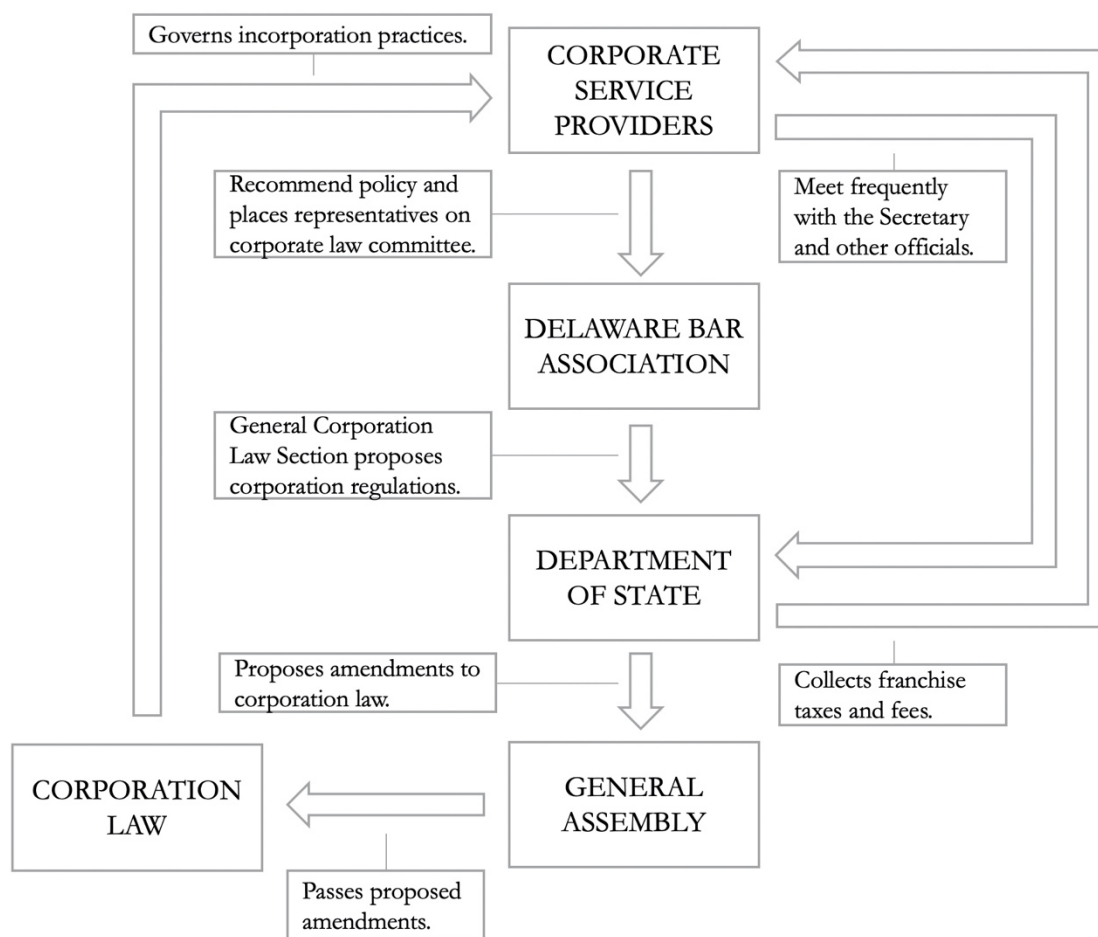 Governs incorporation practices.
CORPORATE
SERVICE
PROVIDERS
Recommend policy and
places representatives on
corporate law committee.
Meet frequently
with the Secretary
and other officials.
DELAWARE BAR
ASSOCIATION
General Corporation
Law Section proposes
corporation regulations.
DEPARTMENT
OF STATE
Proposes amendments to
corporation law.
Collects franchise
taxes and fees.
CORPORATION
LAW
GENERAL
ASSEMBLY
Passes proposed
amendments.